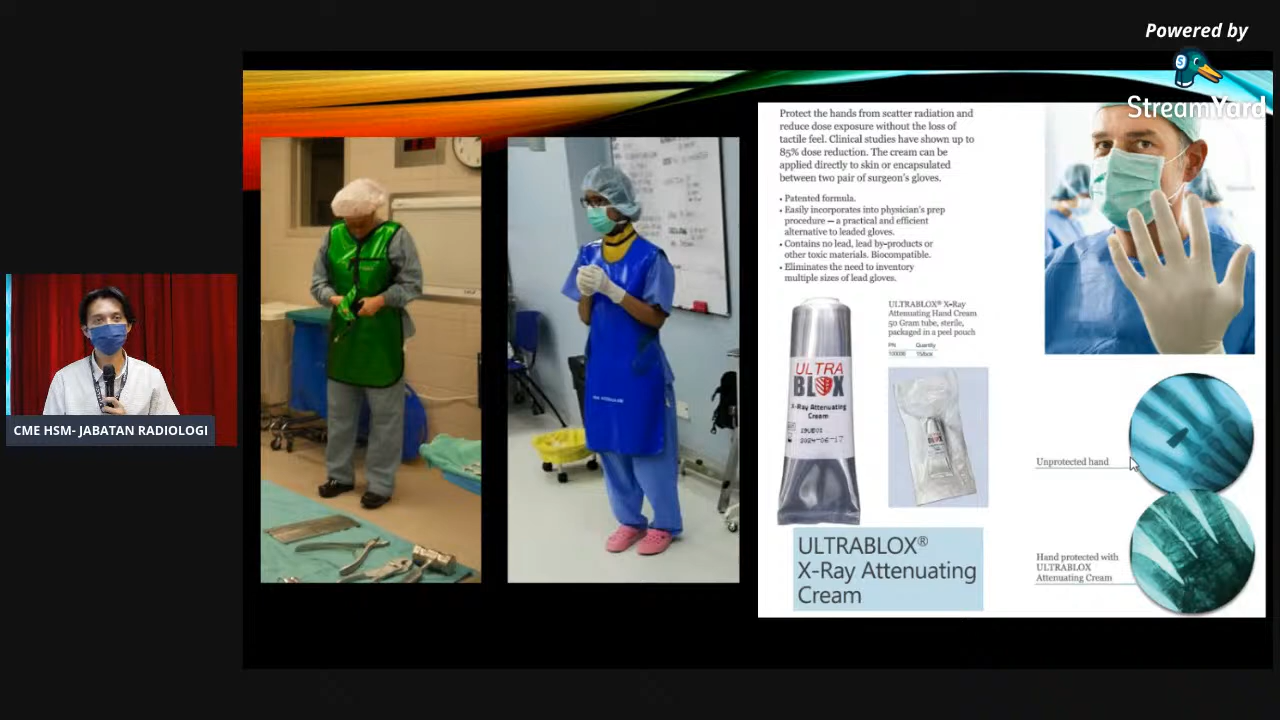 Powered by
StreamYard
Protect the hands from scatter radiation and
reduce dose exposure without the loss of
tactile feel. Clinical studies have shown up to
85% dose reduction. The cream can be
applied directly to skin or encapsulated
between two pair of surgeon's gloves.
• Patented formula.
• Easily incorporates into physician's prep
procedure — a practical and efficient
alternative to leaded gloves.
• Contains no lead, lead by-products or
other toxic materials. Biocompatible.
• Eliminates the need to inventory
multiple sizes of lead gloves.
ULTRABLOX® X-Ray
Attenuating Hand Cream
50 Gram tube, sterile,
packaged in a peel pouch
PN Quantity
ULTRA
BLOX
X-Ray Attenuating
Cream
2024-06-17
CME HSM- JABATAN RADIOLOGI
Unprotected hand
Hand protected with
ULTRABLOX
Attenuating Cream
ULTRABLOX®
X-Ray Attenuating
Cream